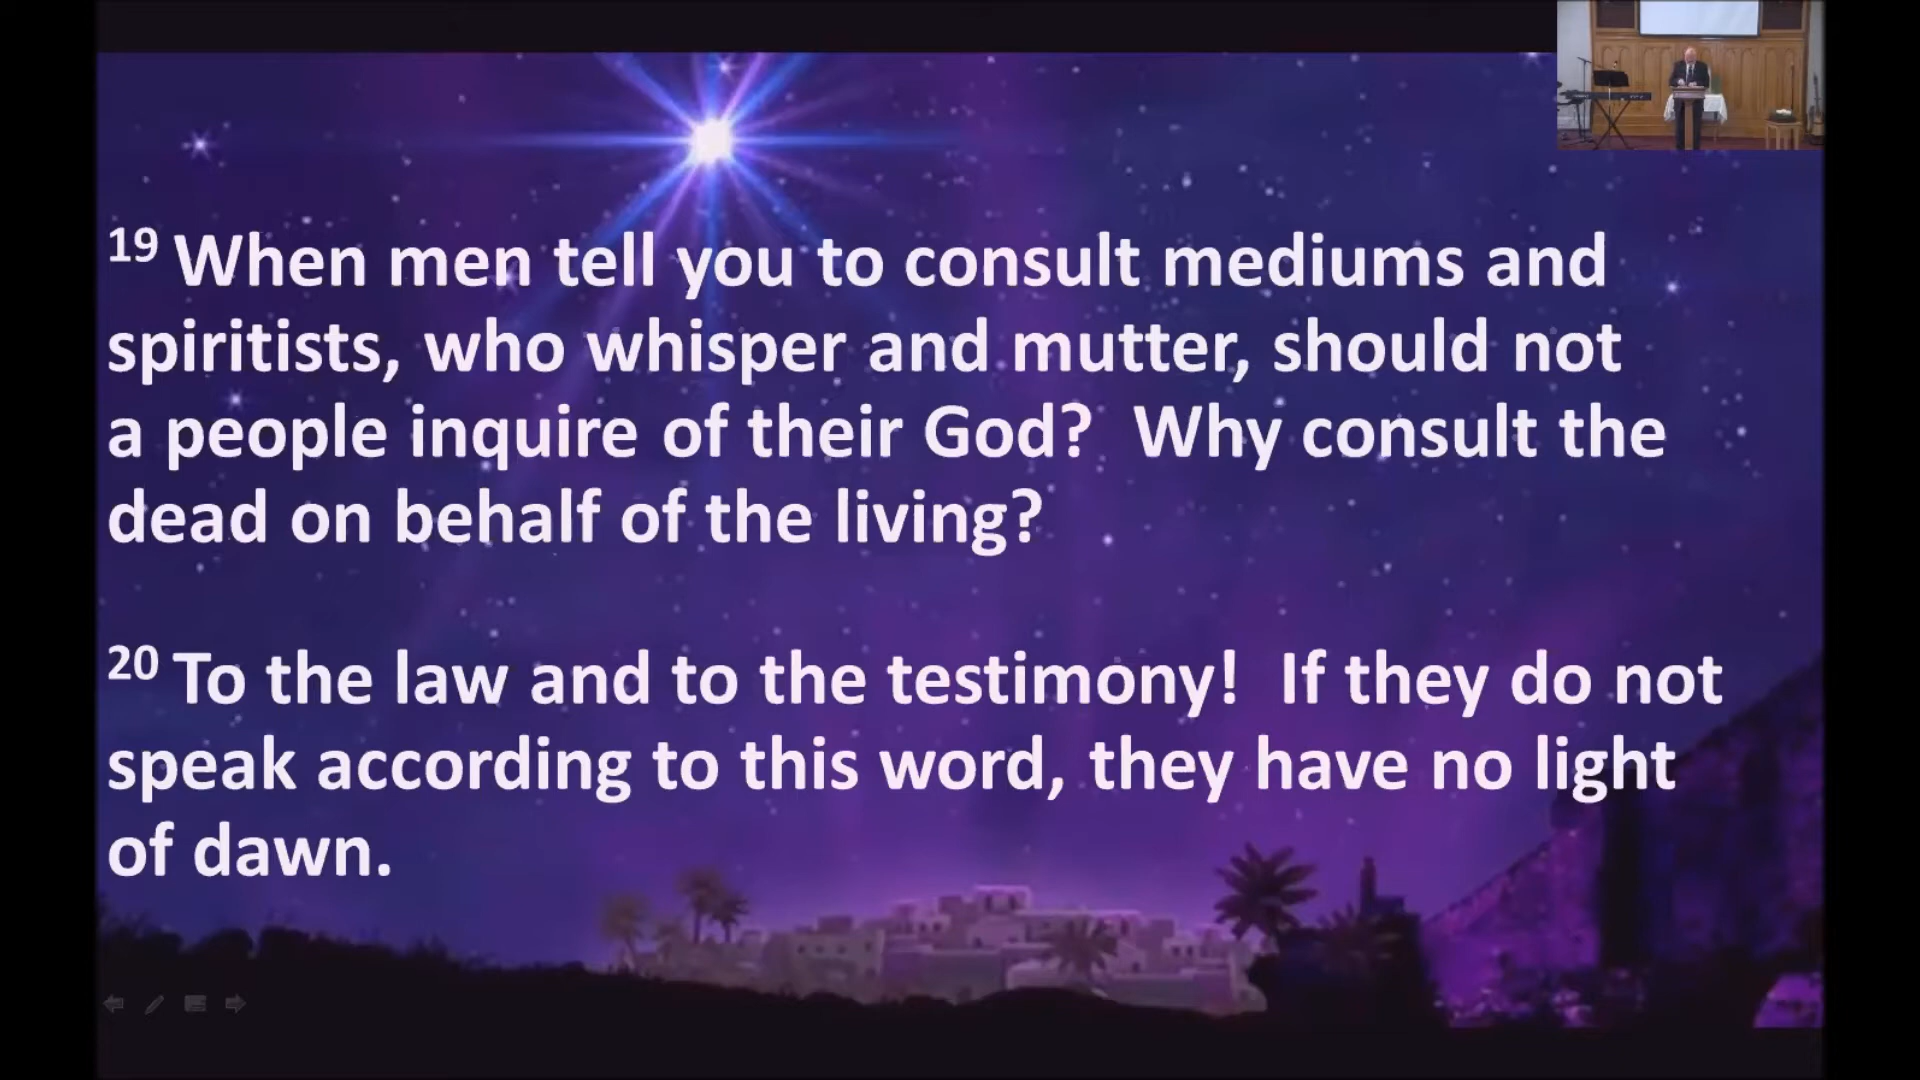 19 When men tell you to consult mediums and
spiritists, who whisper and mutter, should not
a people inquire of their God?  Why consult the
dead on behalf of the living?
20 To the law and to the testimony!  If they do not
speak according to this word, they have no light
of dawn.